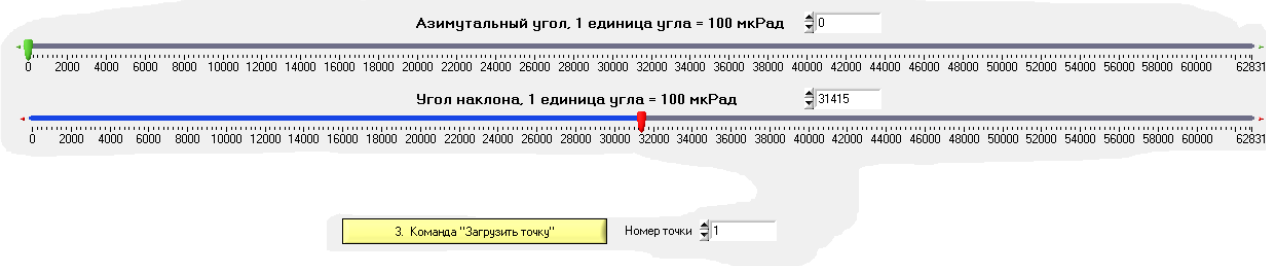 Азимутальный угол, 1 единица угла = 100 мкРад 0
0 2000 4000 6000 8000 10000 12000 14000 16000 18000 20000 22000 24000 26000 28000 30000 32000 34000 36000 38000 40000 42000 44000 46000 48000 50000 52000 54000 56000 58000 60000 62831
Угол наклона, 1 единица угла = 100 мкРад 31415
0 2000 4000 6000 8000 10000 12000 14000 16000 18000 20000 22000 24000 26000 28000 30000 32000 34000 36000 38000 40000 42000 44000 46000 48000 50000 52000 54000 56000 58000 60000 62831
3. Команда "Загрузить точку" Номер точки 1